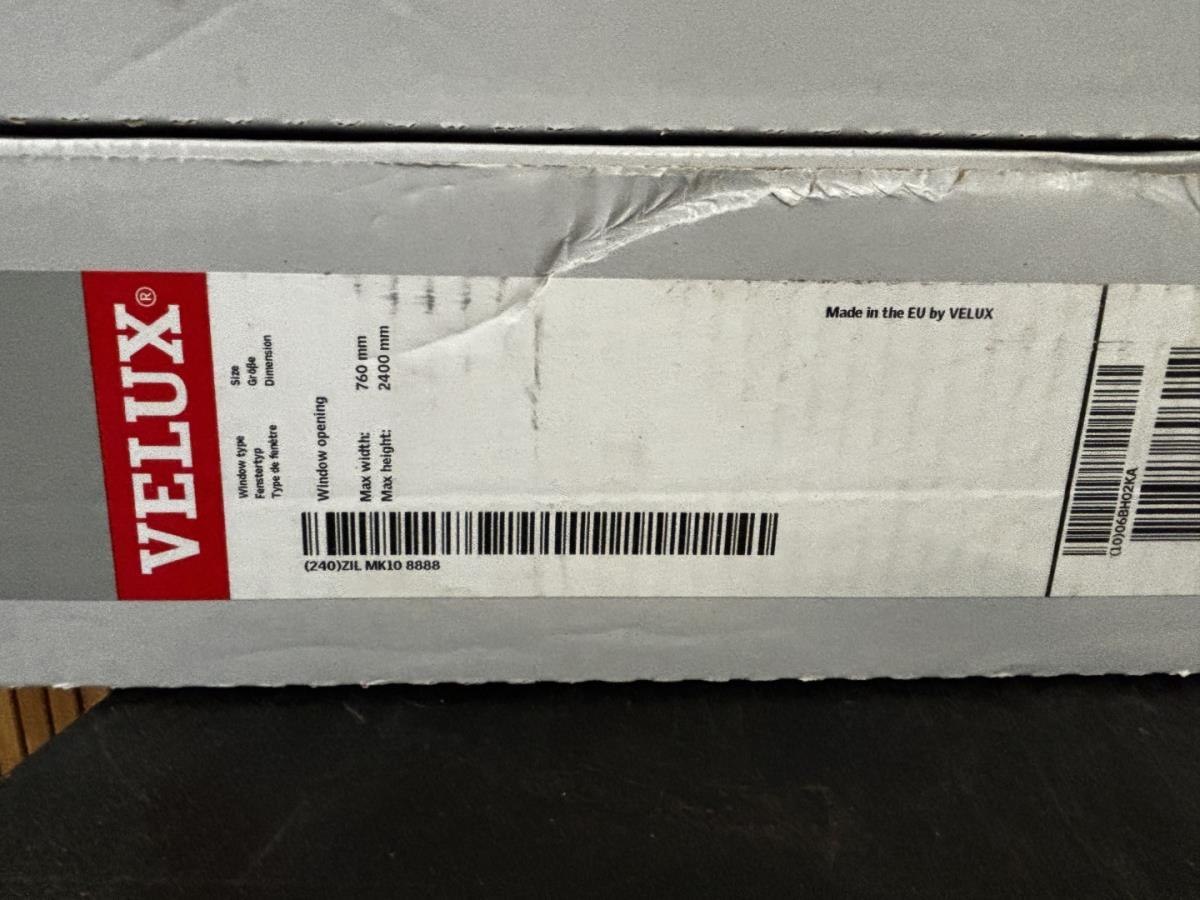 VELUX®
Window type
Fenstertyp
Type de fenêtre
Size
Größe
Dimension
Window opening
Max width: 760 mm
Max height: 2400 mm
(240)ZIL MK10 8888
Made in the EU by VELUX
(10)06BH02KA